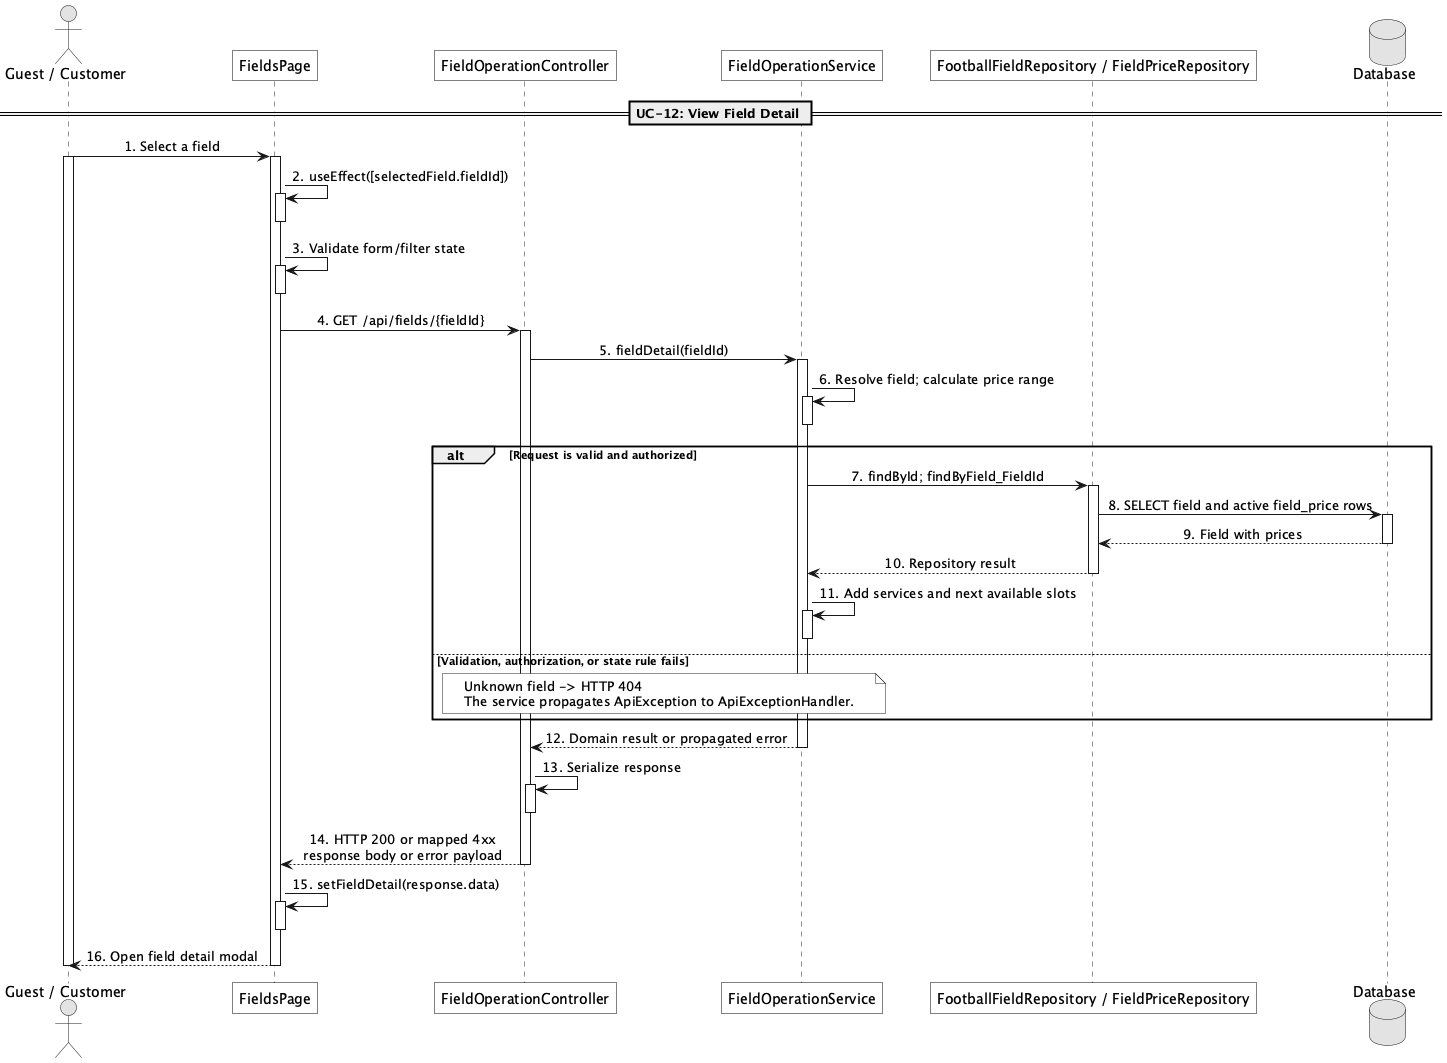 Guest / Customer
FieldsPage
FieldOperationController
FieldOperationService
FootballFieldRepository / FieldPriceRepository
Database
UC-12: View Field Detail
1. Select a field
2. useEffect([selectedField.fieldId])
3. Validate form/filter state
4. GET /api/fields/{fieldId}
5. fieldDetail(fieldId)
6. Resolve field; calculate price range
alt
[Request is valid and authorized]
7. findById; findByField_FieldId
8. SELECT field and active field_price rows
9. Field with prices
10. Repository result
11. Add services and next available slots
[Validation, authorization, or state rule fails]
Unknown field -> HTTP 404
The service propagates ApiException to ApiExceptionHandler.
12. Domain result or propagated error
13. Serialize response
14. HTTP 200 or mapped 4xx
response body or error payload
15. setFieldDetail(response.data)
16. Open field detail modal
Guest / Customer
FieldsPage
FieldOperationController
FieldOperationService
FootballFieldRepository / FieldPriceRepository
Database